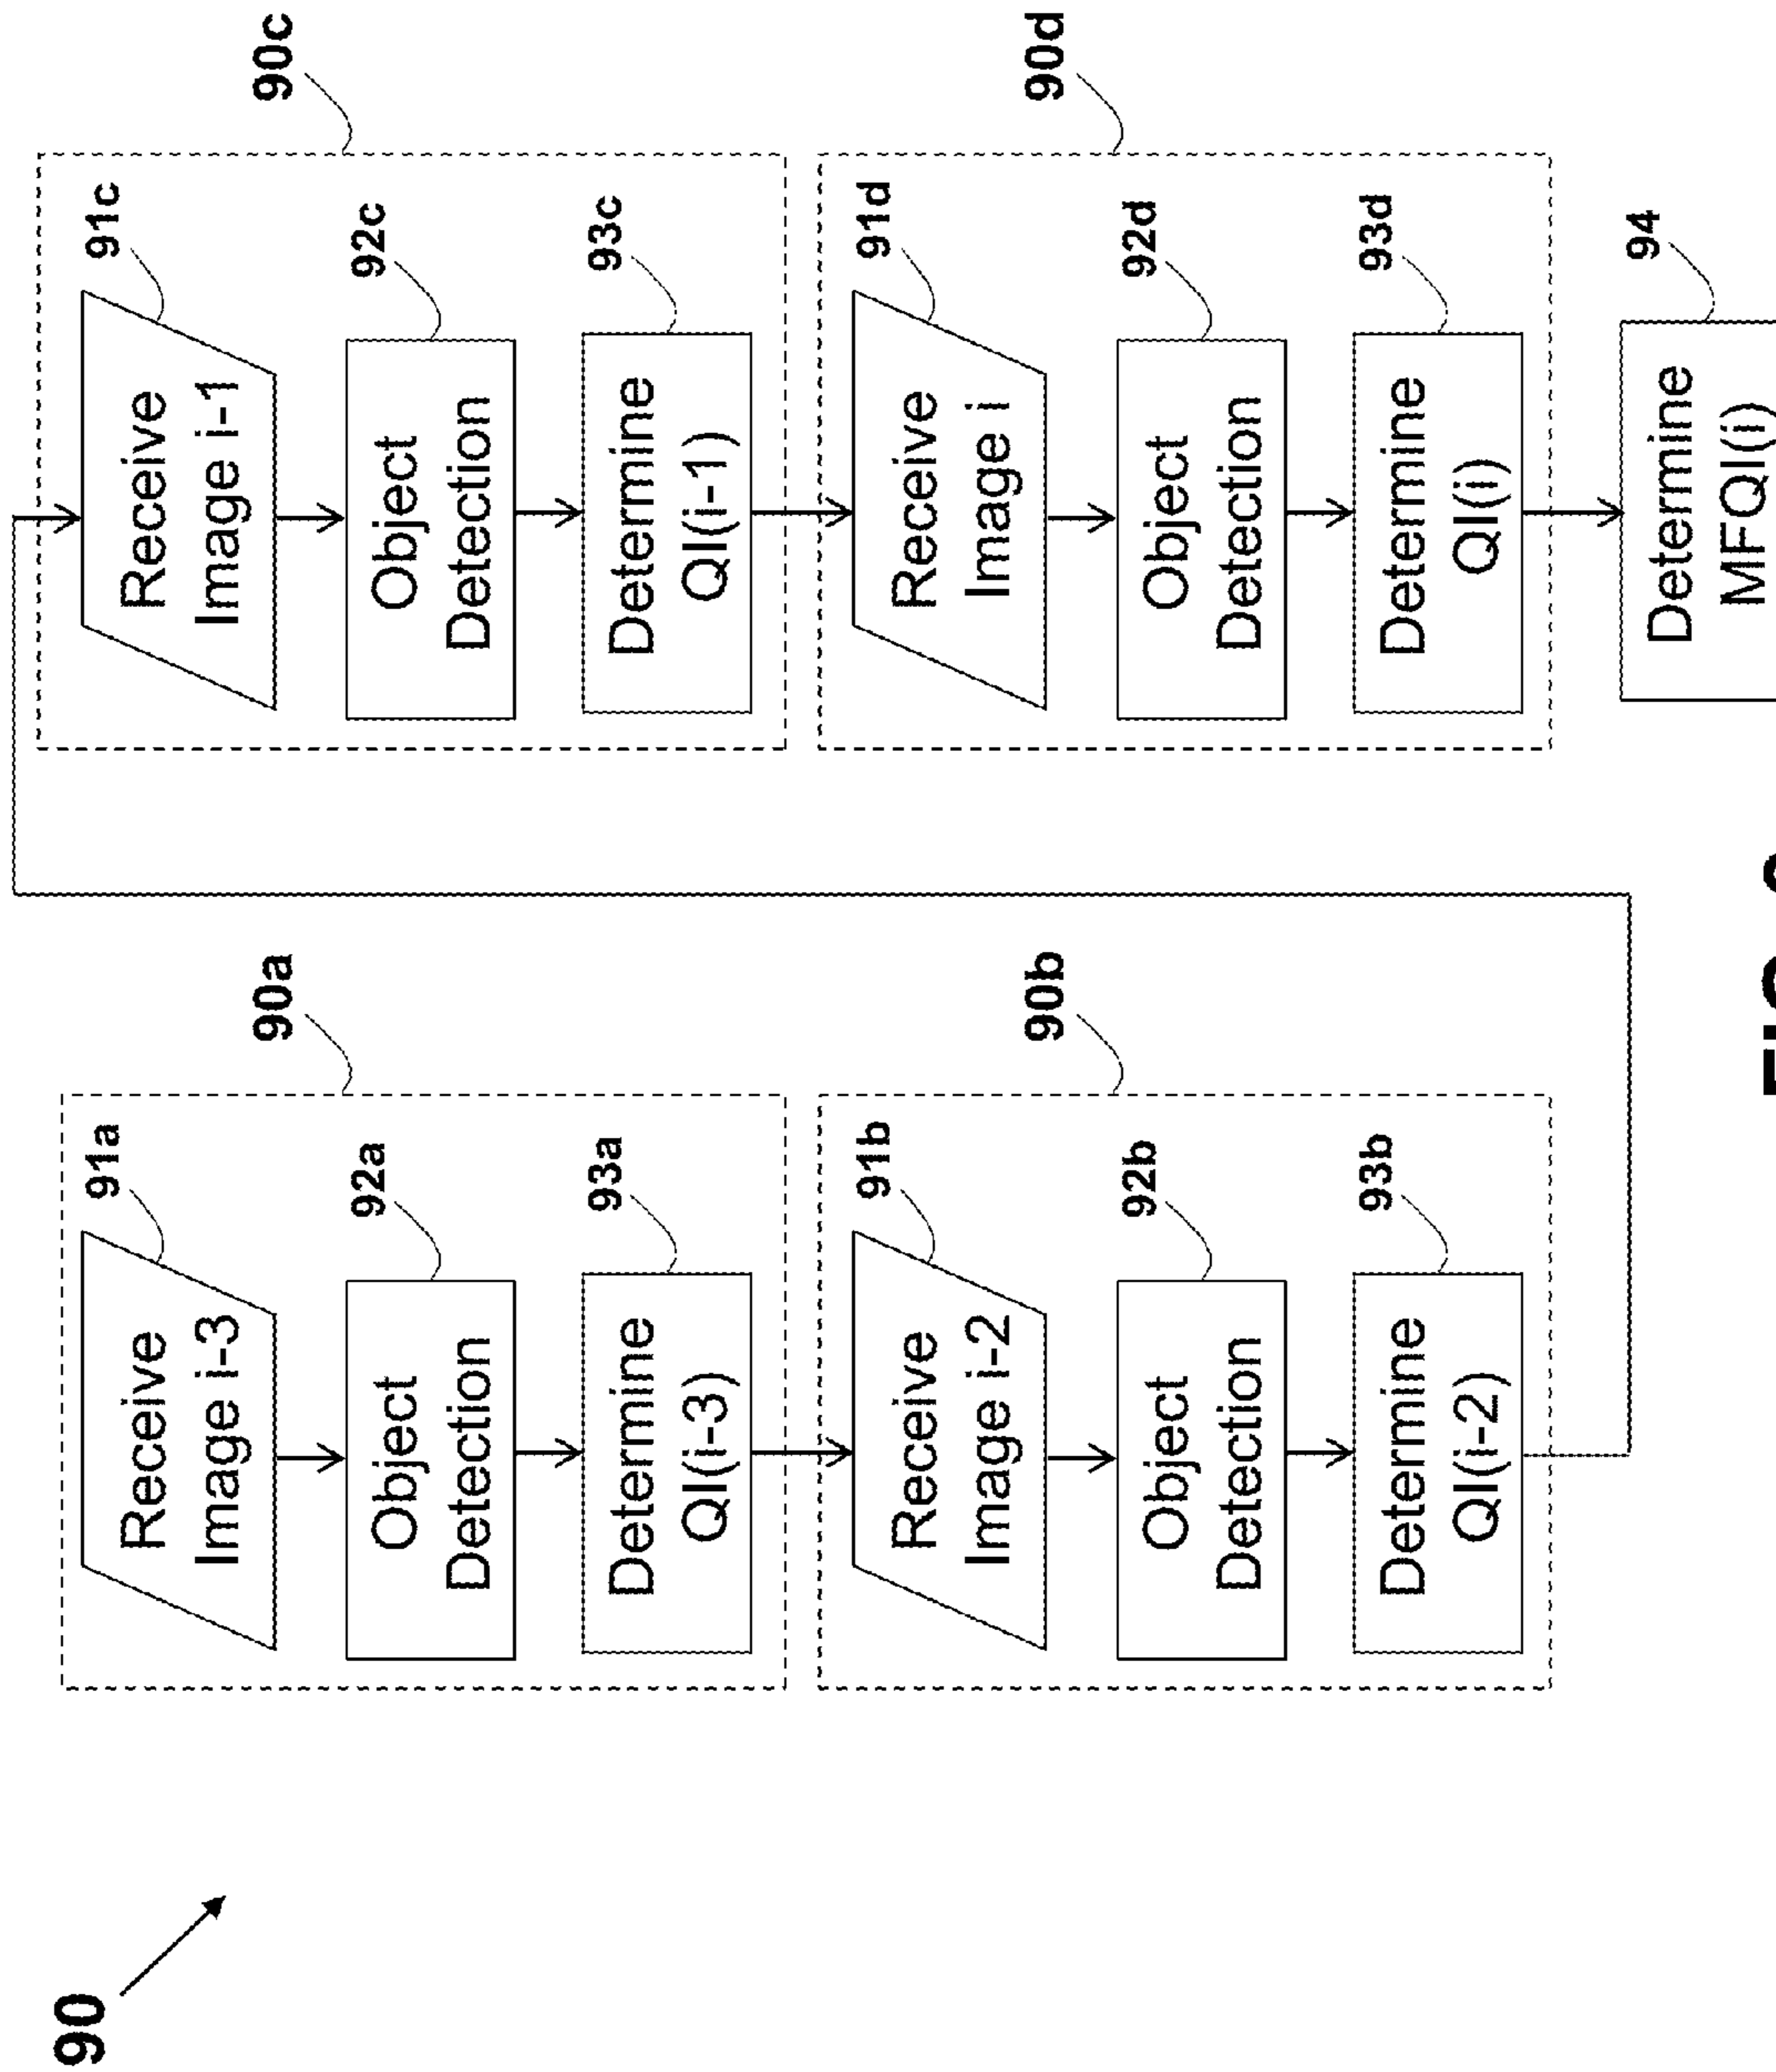 90
90a
91a
Receive
Image i-3
92a
Object
Detection
93a
Determine
QI(i-3)
90b
91b
Receive
Image i-2
92b
Object
Detection
93b
Determine
QI(i-2)
90c
91c
Receive
Image i-1
92c
Object
Detection
93c
Determine
QI(i-1)
90d
91d
Receive
Image i
92d
Object
Detection
93d
Determine
QI(i)
94
Determine
MFQI(i)